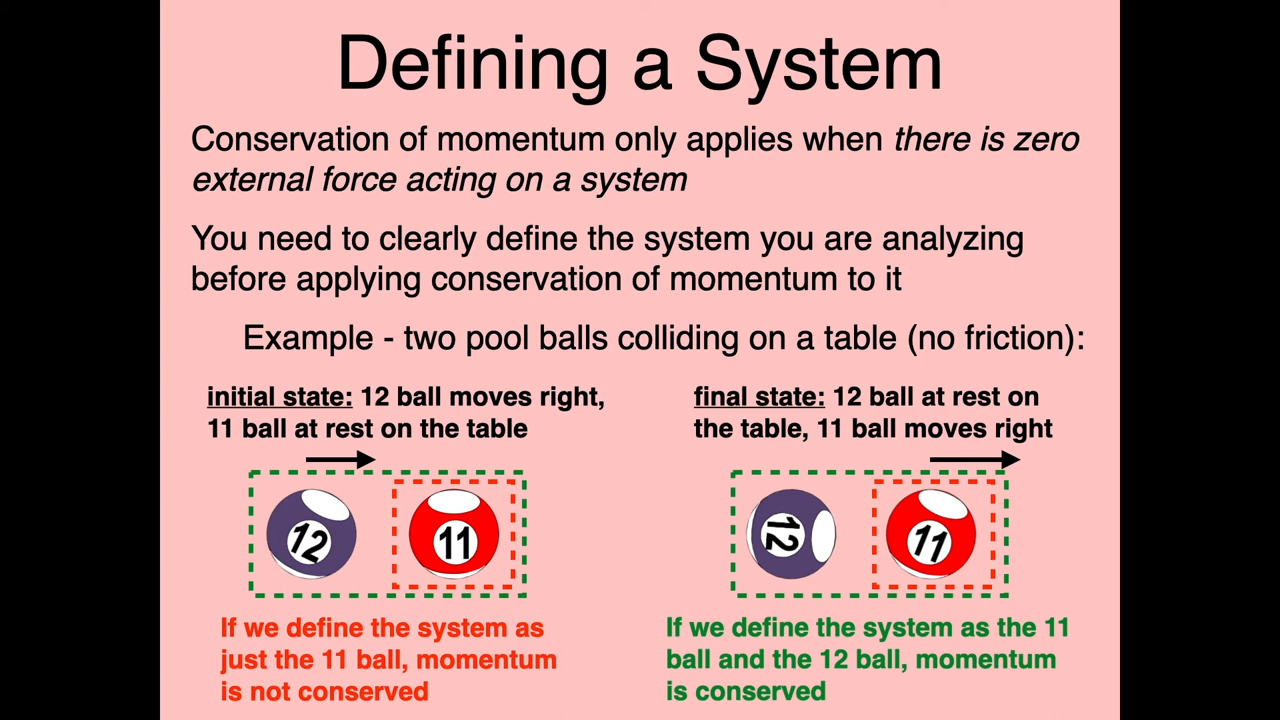 Defining a System
Conservation of momentum only applies when there is zero
external force acting on a system
You need to clearly define the system you are analyzing
before applying conservation of momentum to it
Example - two pool balls colliding on a table (no friction):
initial state: 12 ball moves right,
11 ball at rest on the table
final state: 12 ball at rest on
the table, 11 ball moves right
12
11
12
11
If we define the system as
just the 11 ball, momentum
is not conserved
If we define the system as the 11
ball and the 12 ball, momentum
is conserved